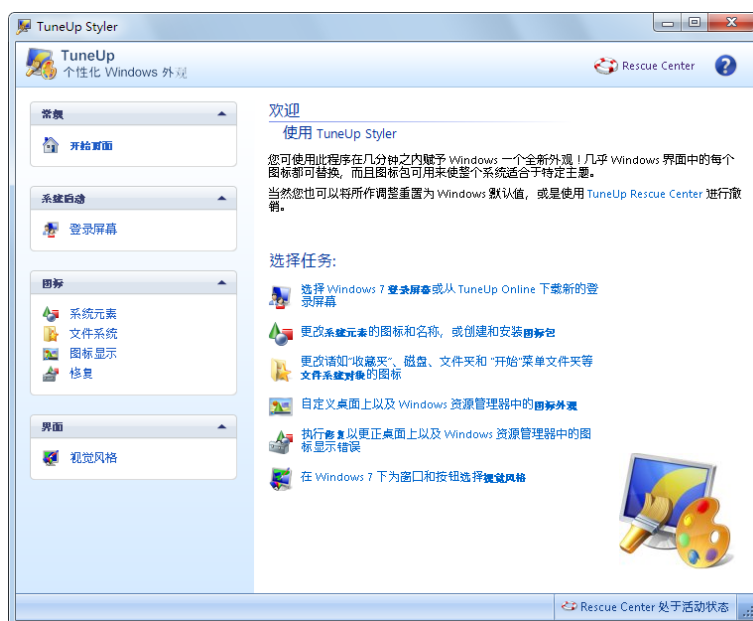 TuneUp Styler
TuneUp
个性化 Windows 外观
Rescue Center
常规
开始页面
系统启动
登录屏幕
图标
系统元素
文件系统
图标显示
修复
界面
视觉风格
欢迎
使用 TuneUp Styler
您可使用此程序在几分钟之内赋予 Windows 一个全新外观！几乎 Windows 界面中的每个
图标都可替换，而且图标包可用来使整个系统适合于特定主题。
当然您也可以将所作调整重置为 Windows 默认值，或是使用 TuneUp Rescue Center 进行撤
销。
选择任务:
选择 Windows 7 登录屏幕或从 TuneUp Online 下载新的登
录屏幕
更改系统元素的图标和名称，或创建和安装图标包
更改诸如“收藏夹”、磁盘、文件夹和 “开始”菜单文件夹等
文件系统对象的图标
自定义桌面上以及 Windows 资源管理器中的图标外观
执行修复以更正桌面上以及 Windows 资源管理器中的图
标显示错误
在 Windows 7 下为窗口和按钮选择视觉风格
Rescue Center 处于活动状态